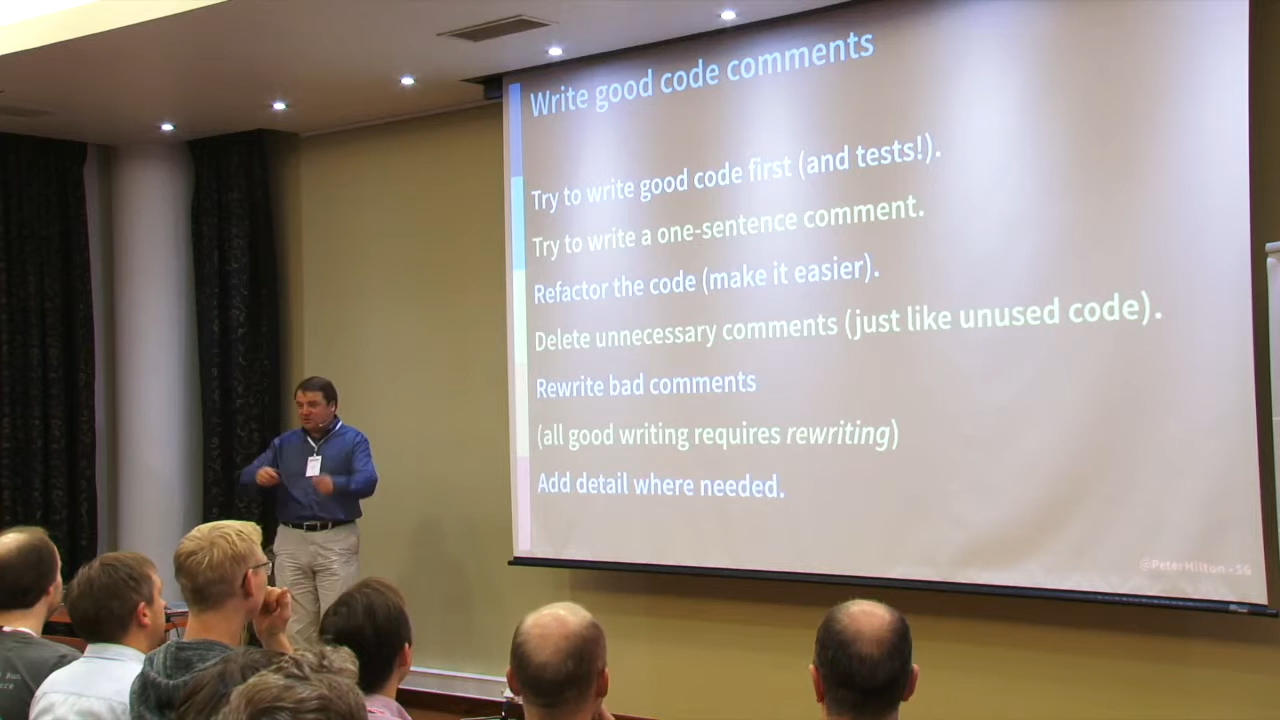 Write good code comments
Try to write good code first (and tests!).
Try to write a one-sentence comment.
Refactor the code (make it easier).
Delete unnecessary comments (just like unused code).
Rewrite bad comments
(all good writing requires rewriting)
Add detail where needed.
@PeterHilton • 56
Run